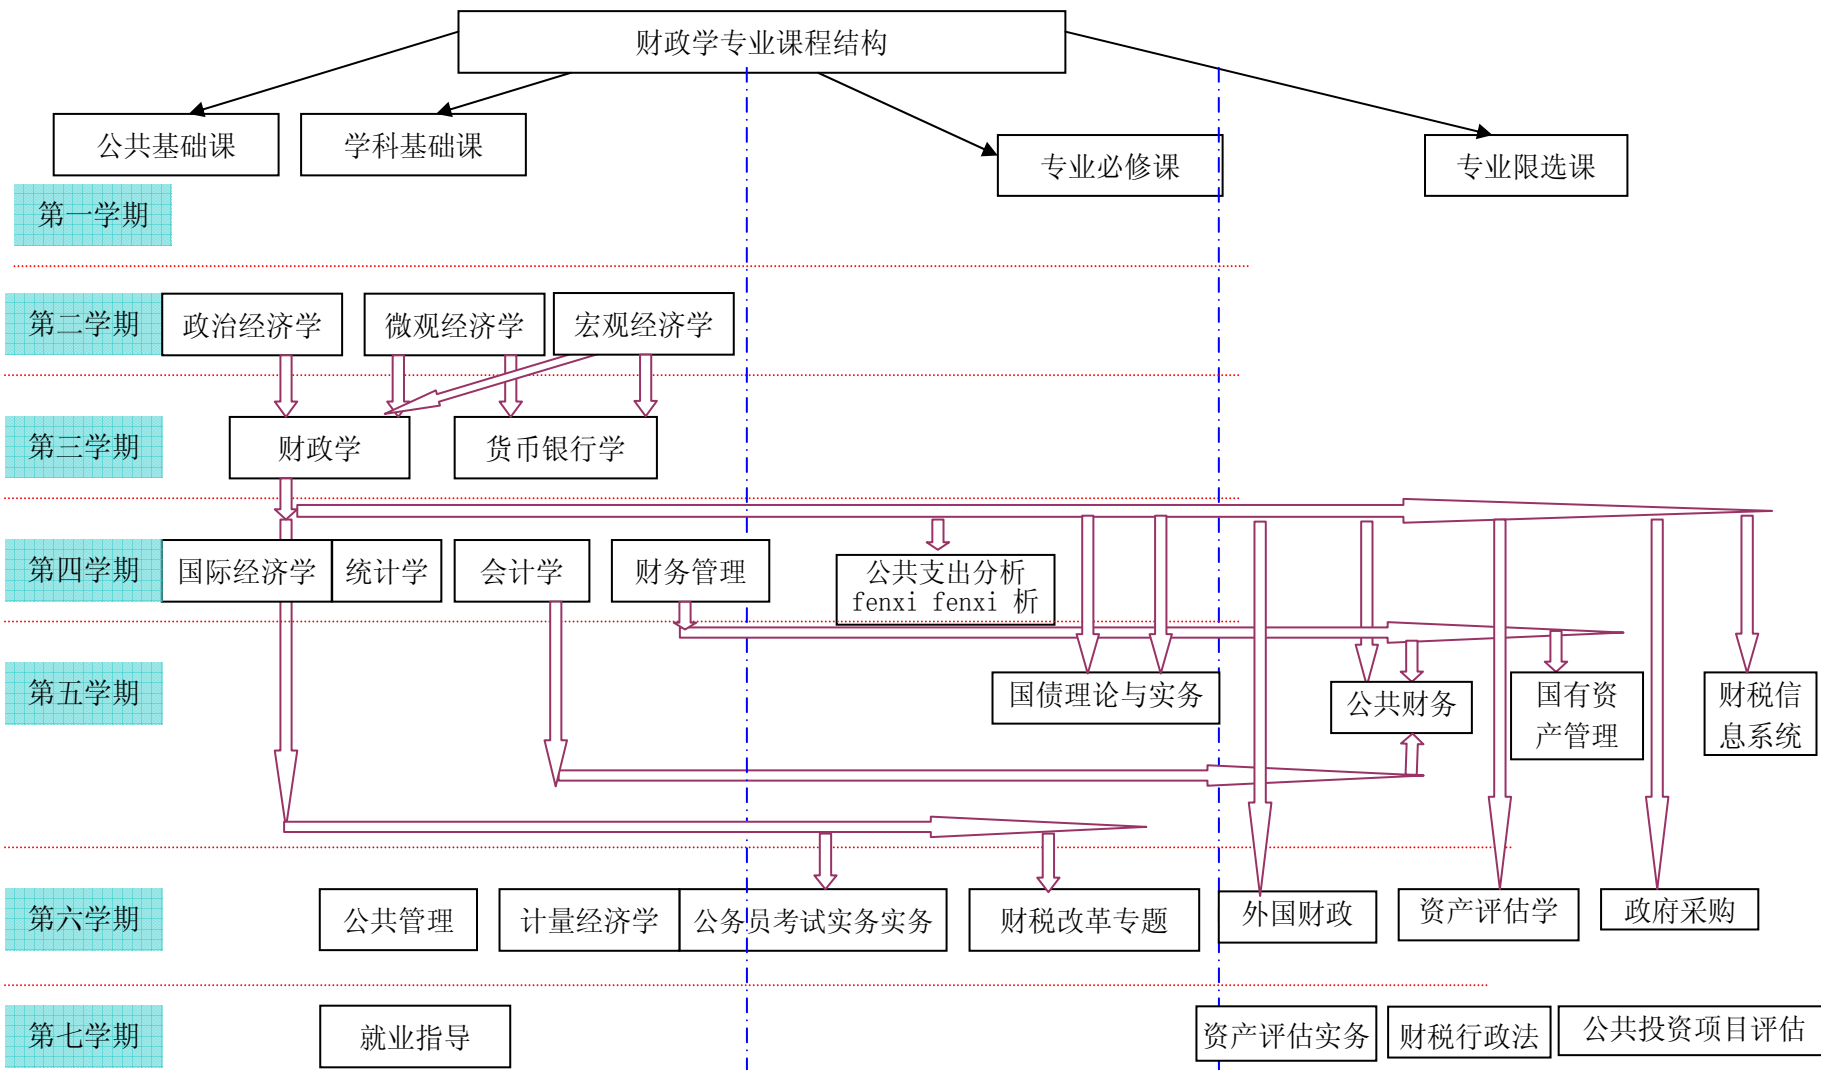 财政学专业课程结构
公共基础课
学科基础课
专业必修课
专业限选课
第一学期
第二学期
政治经济学
微观经济学
宏观经济学
第三学期
财政学
货币银行学
第四学期
国际经济学
统计学
会计学
财务管理
公共支出分析
fenxi fenxi 析
第五学期
国债理论与实务
公共财务
国有资
产管理
财税信
息系统
第六学期
公共管理
计量经济学
公务员考试实务实务
财税改革专题
外国财政
资产评估学
政府采购
第七学期
就业指导
资产评估实务
财税行政法
公共投资项目评估